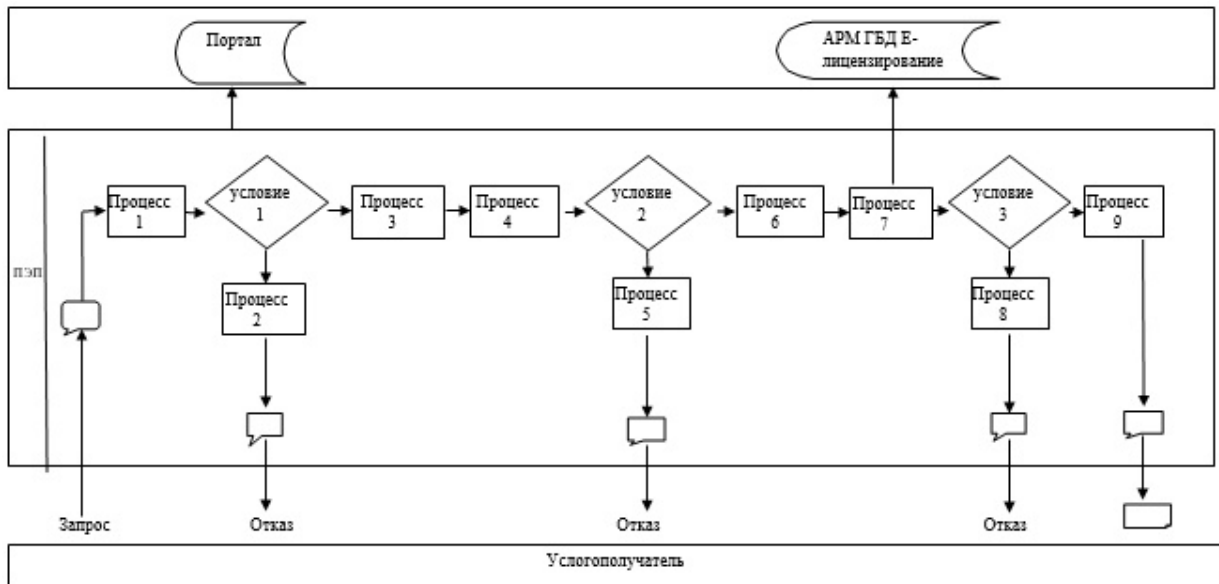 Портал
АРМ ГБД Е-
лицензирование
Процесс
1
условие
1
Процесс
3
Процесс
4
условие
2
Процесс
6
Процесс
7
условие
3
Процесс
9
ПЭП
Процесс
2
Процесс
5
Процесс
8
Запрос
Отказ
Отказ
Отказ
Услогополучатель